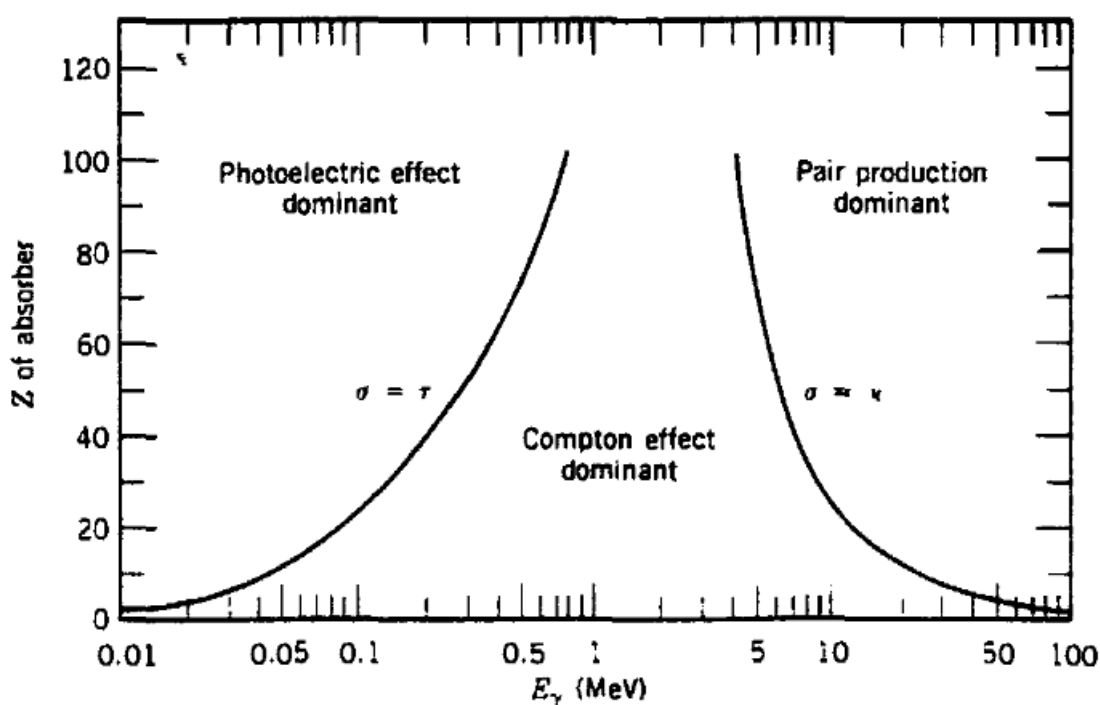 120
100
80
60
40
20
0
Z of absorber
Photoelectric effect
dominant
Pair production
dominant
σ = τ
σ = κ
Compton effect
dominant
0.01 0.05 0.1 0.5 1 5 10 50 100
Eγ (MeV)